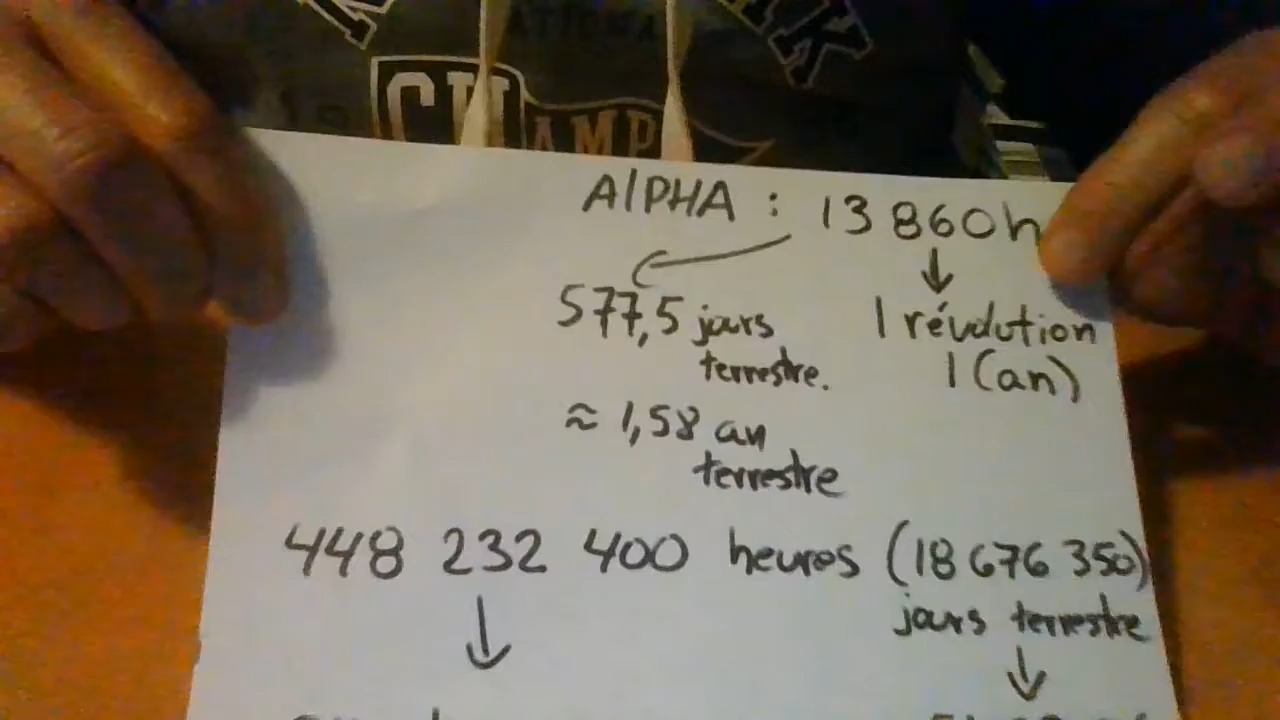 CHAMP
AlPHA : 13 860h
577,5 jours
terrestre.
1 révolution
1 (an)
≈ 1,58 an
terrestre
448 232 400 heures (18 676 350)
jours terrestre